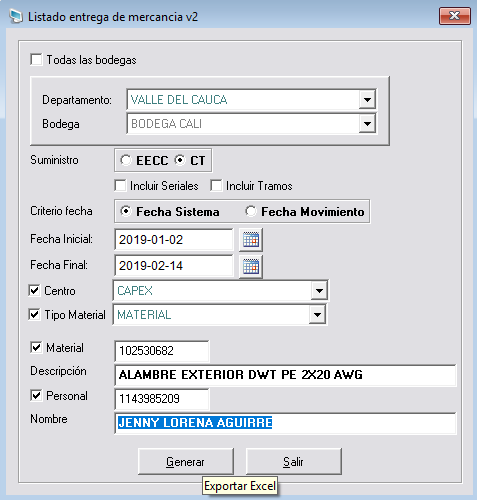 Listado entrega de mercancia v2
Todas las bodegas
Departamento: VALLE DEL CAUCA
Bodega BODEGA CALI
Suministro EECC CT
Incluir Seriales Incluir Tramos
Criterio fecha Fecha Sistema Fecha Movimiento
Fecha Inicial: 2019-01-02
Fecha Final: 2019-02-14
Centro CAPEX
Tipo Material MATERIAL
Material 102530682
Descripción ALAMBRE EXTERIOR DWT PE 2X20 AWG
Personal 1143985209
Nombre JENNY LORENA AGUIRRE
Generar Salir
Exportar Excel